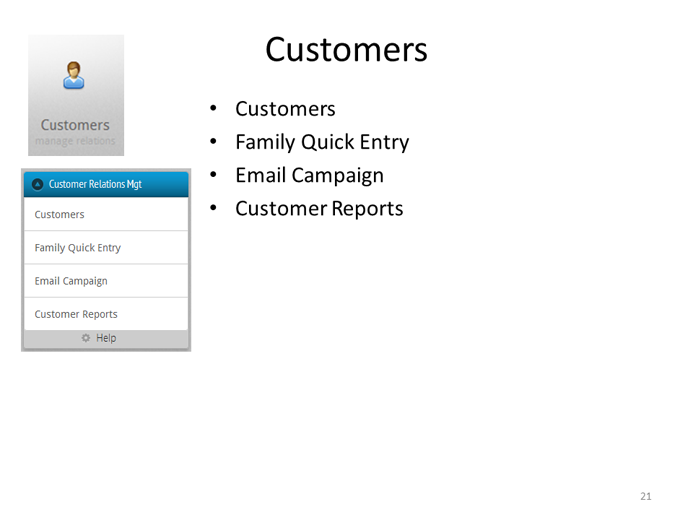 Customers
Customers
manage relations
• Customers
• Family Quick Entry
• Email Campaign
• Customer Reports
Customer Relations Mgt
Customers
Family Quick Entry
Email Campaign
Customer Reports
Help
21